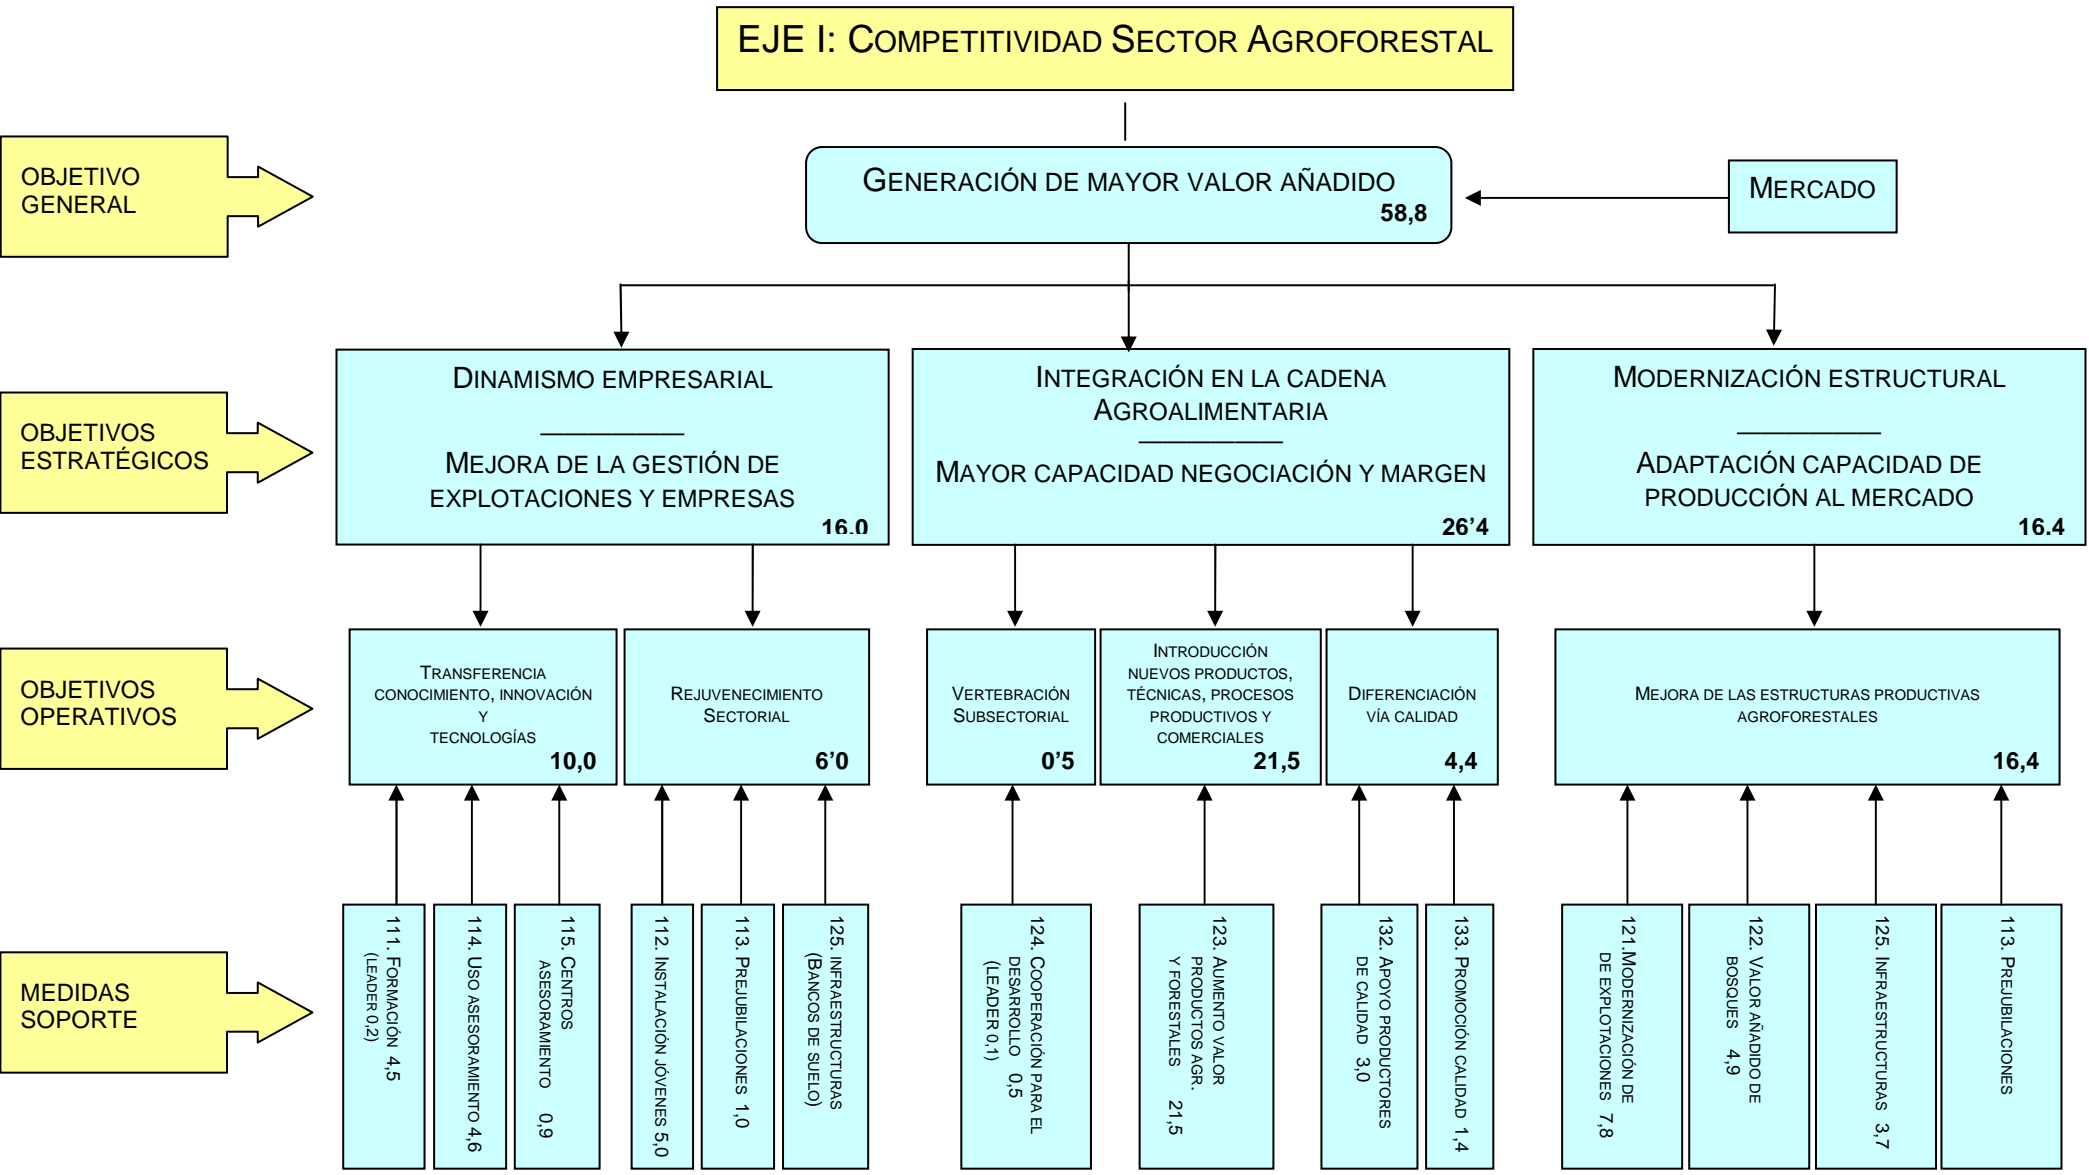 EJE I: COMPETITIVIDAD SECTOR AGROFORESTAL
OBJETIVO
GENERAL
GENERACIÓN DE MAYOR VALOR AÑADIDO
58,8
MERCADO
OBJETIVOS
ESTRATÉGICOS
DINAMISMO EMPRESARIAL
MEJORA DE LA GESTIÓN DE
EXPLOTACIONES Y EMPRESAS
16.0
INTEGRACIÓN EN LA CADENA
AGROALIMENTARIA
MAYOR CAPACIDAD NEGOCIACIÓN Y MARGEN
26’4
MODERNIZACIÓN ESTRUCTURAL
ADAPTACIÓN CAPACIDAD DE
PRODUCCIÓN AL MERCADO
16.4
OBJETIVOS
OPERATIVOS
TRANSFERENCIA
CONOCIMIENTO, INNOVACIÓN
Y
TECNOLOGÍAS
10,0
REJUVENECIMIENTO
SECTORIAL
6’0
VERTEBRACIÓN
SUBSECTORIAL
0’5
INTRODUCCIÓN
NUEVOS PRODUCTOS,
TÉCNICAS, PROCESOS
PRODUCTIVOS Y
COMERCIALES
21,5
DIFERENCIACIÓN
VÍA CALIDAD
4,4
MEJORA DE LAS ESTRUCTURAS PRODUCTIVAS
AGROFORESTALES
16,4
MEDIDAS
SOPORTE
111. FORMACIÓN 4,5
(LEADER 0,2)
114. USO ASESORAMIENTO 4,6
115. CENTROS
ASESORAMIENTO 0,9
112. INSTALACIÓN JÓVENES 5,0
113. PREJUBILACIONES 1,0
125. INFRAESTRUCTURAS
(BANCOS DE SUELO)
124. COOPERACIÓN PARA EL
DESARROLLO 0,5
(LEADER 0,1)
123. AUMENTO VALOR
PRODUCTOS AGR.
Y FORESTALES 21,5
132. APOYO PRODUCTORES
DE CALIDAD 3,0
133. PROMOCIÓN CALIDAD 1,4
121.MODERNIZACIÓN DE
DE EXPLOTACIONES 7,8
122. VALOR AÑADIDO DE
BOSQUES 4,9
125. INFRAESTRUCTURAS 3,7
113. PREJUBILACIONES